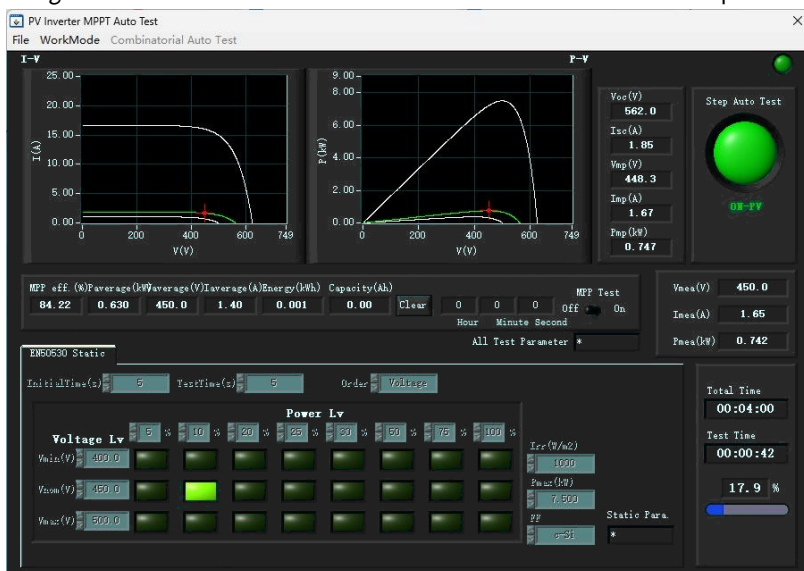 PV Inverter MPPT Auto Test
File WorkMode Combinatorial Auto Test
I-V
P-V
25.00
20.00
15.00
10.00
5.00
0.00
I(A)
0 200 400 600 749
V(V)
9.00
8.00
6.00
4.00
2.00
0.00
P(kW)
0 200 400 600 749
V(V)
Voc(V)
562.0
Isc(A)
1.85
Vmp(V)
448.3
Imp(A)
1.67
Pmp(kW)
0.747
Step Auto Test
ON-PV
MPP eff.(%) Paverage(kW) Vaverage(V) Iaverage(A) Energy(kWh) Capacity(Ah)
84.22 0.630 450.0 1.40 0.001 0.00 Clear 0 0 0
Hour Minute Second
MPP Test
Off On
All Test Parameter *
Vmea(V) 450.0
Imea(A) 1.65
Pmea(kW) 0.742
EN50530 Static
InitialTime(s) 5 TestTime(s) 5 Order Voltage
Power Lv
Voltage Lv 5 % 10 % 20 % 25 % 30 % 50 % 75 % 100 %
Vmin(V) 400.0
Vnom(V) 450.0
Vmax(V) 500.0
Irr(W/m2)
1000
Pmax(kW)
7.500
FF
c-Si
Static Para.
*
Total Time
00:04:00
Test Time
00:00:42
17.9 %